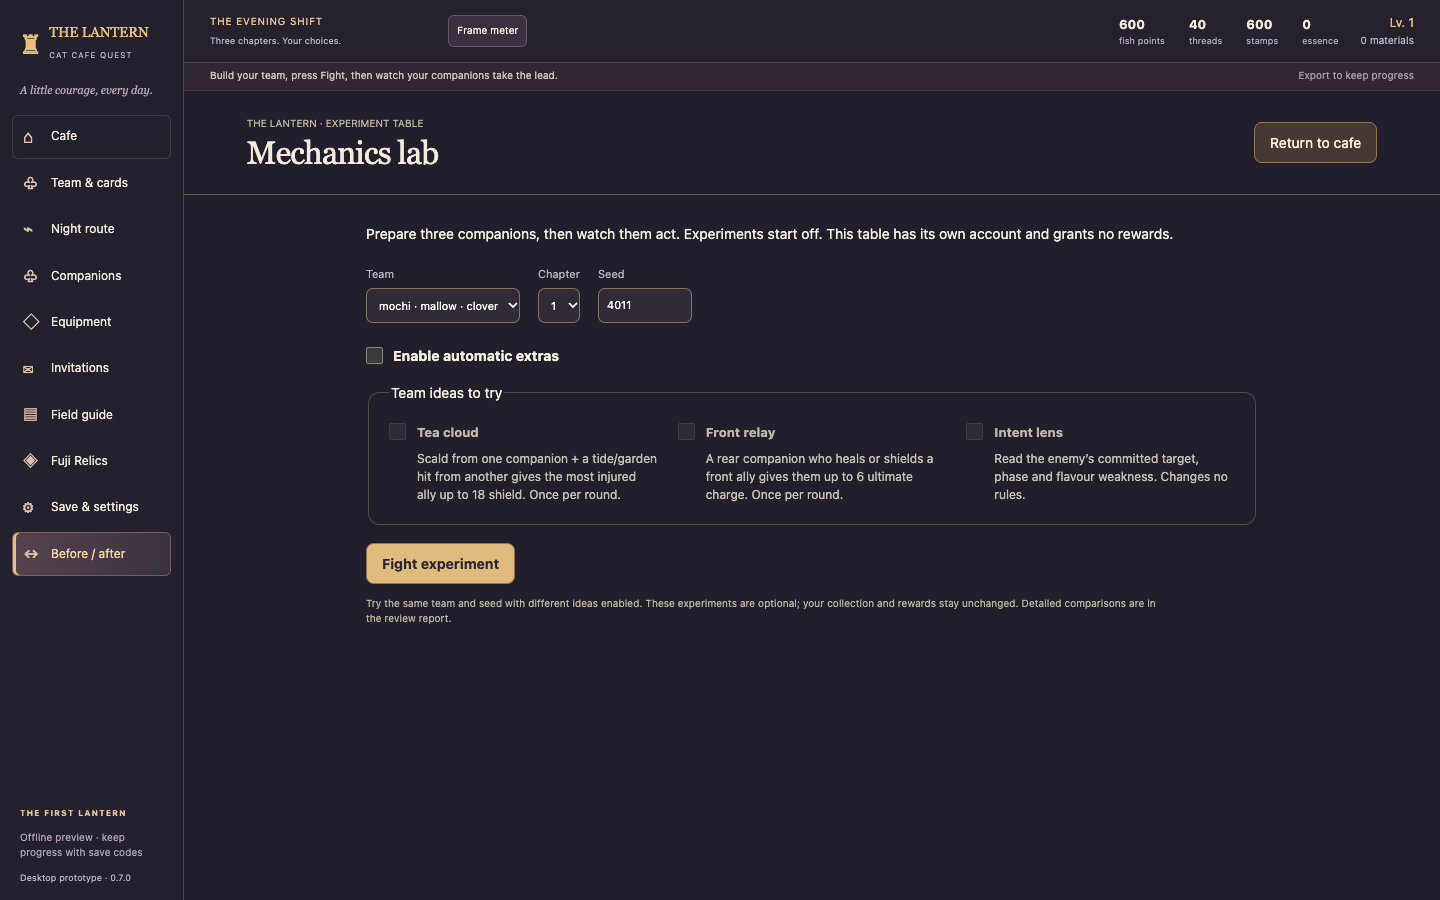 THE LANTERN
CAT CAFE QUEST
A little courage, every day.
Cafe
Team & cards
Night route
Companions
Equipment
Invitations
Field guide
Fuji Relics
Save & settings
Before / after
THE FIRST LANTERN
Offline preview · keep
progress with save codes
Desktop prototype · 0.7.0
THE EVENING SHIFT
Three chapters. Your choices.
Frame meter
600
fish points
40
threads
600
stamps
0
essence
Lv. 1
0 materials
Build your team, press Fight, then watch your companions take the lead.
Export to keep progress
THE LANTERN · EXPERIMENT TABLE
Mechanics lab
Return to cafe
Prepare three companions, then watch them act. Experiments start off. This table has its own account and grants no rewards.
Team
Chapter
Seed
mochi · mallow · clover
1
4011
Enable automatic extras
Team ideas to try
Tea cloud
Scald from one companion + a tide/garden
hit from another gives the most injured
ally up to 18 shield. Once per round.
Front relay
A rear companion who heals or shields a
front ally gives them up to 6 ultimate
charge. Once per round.
Intent lens
Read the enemy's committed target,
phase and flavour weakness. Changes no
rules.
Fight experiment
Try the same team and seed with different ideas enabled. These experiments are optional; your collection and rewards stay unchanged. Detailed comparisons are in
the review report.